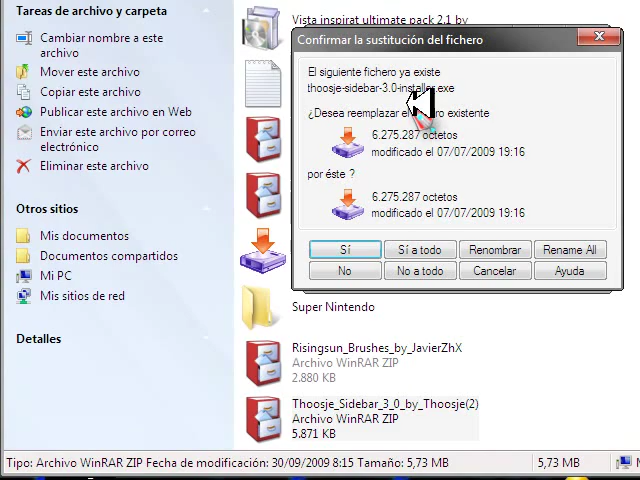 Tareas de archivo y carpeta
Cambiar nombre a este
archivo
Mover este archivo
Copiar este archivo
Publicar este archivo en Web
Enviar este archivo por correo
electrónico
Eliminar este archivo
Otros sitios
Mis documentos
Documentos compartidos
Mi PC
Mis sitios de red
Detalles
Vista inspirat ultimate pack 2.1 by
Confirmar la sustitución del fichero
El siguiente fichero ya existe
thoosje-sidebar-3.0-installer.exe
¿Desea reemplazar el existente
6.275.287 octetos
modificado el 07/07/2009 19:16
por éste ?
6.275.287 octetos
modificado el 07/07/2009 19:16
Sí
Sí a todo
Renombrar
Rename All
No
No a todo
Cancelar
Ayuda
Super Nintendo
Risingsun_Brushes_by_JavierZhX
Archivo WinRAR ZIP
2.880 KB
Thoosje_Sidebar_3_0_by_Thoosje(2)
Archivo WinRAR ZIP
5.871 KB
Tipo: Archivo WinRAR ZIP Fecha de modificación: 30/09/2009 8:15 Tamaño: 5,73 MB
5,73 MB